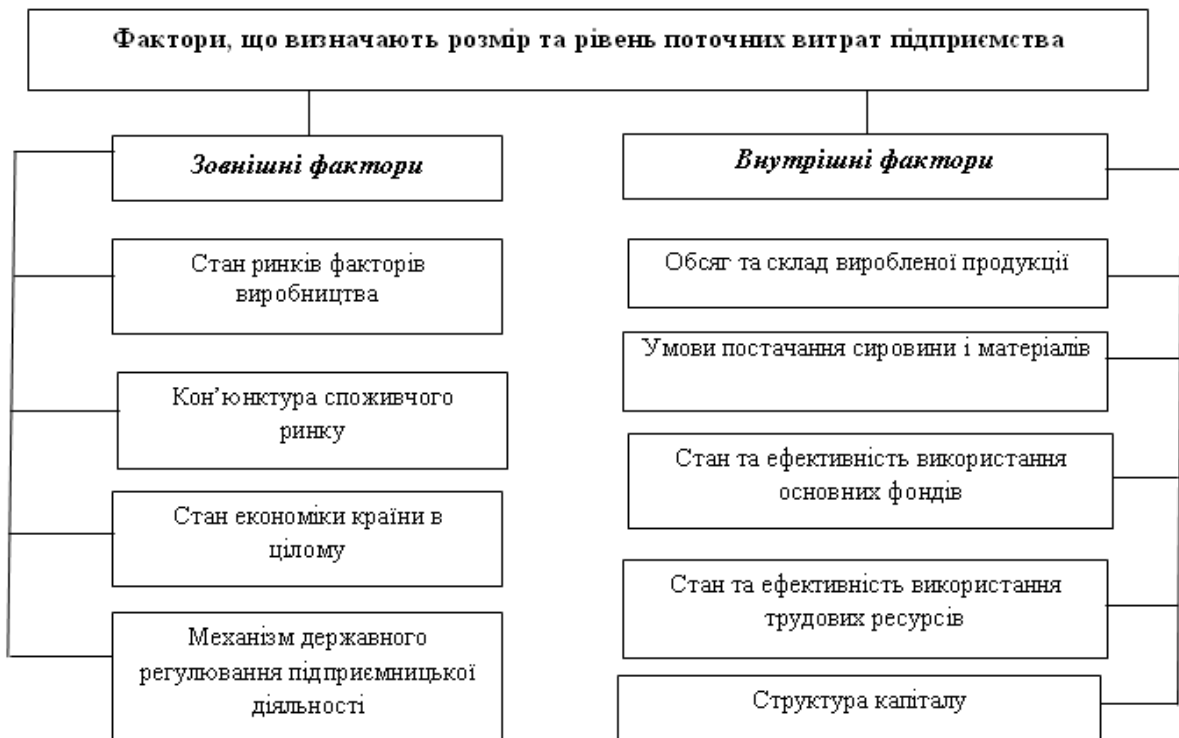 Фактори, що визначають розмір та рівень поточних витрат підприємства
Зовнішні фактори
Стан ринків факторів
виробництва
Кон’юнктура споживчого
ринку
Стан економіки країни в
цілому
Механізм державного
регулювання підприємницької
діяльності
Внутрішні фактори
Обсяг та склад виробленої продукції
Умови постачання сировини і матеріалів
Стан та ефективність використання
основних фондів
Стан та ефективність використання
трудових ресурсів
Структура капіталу